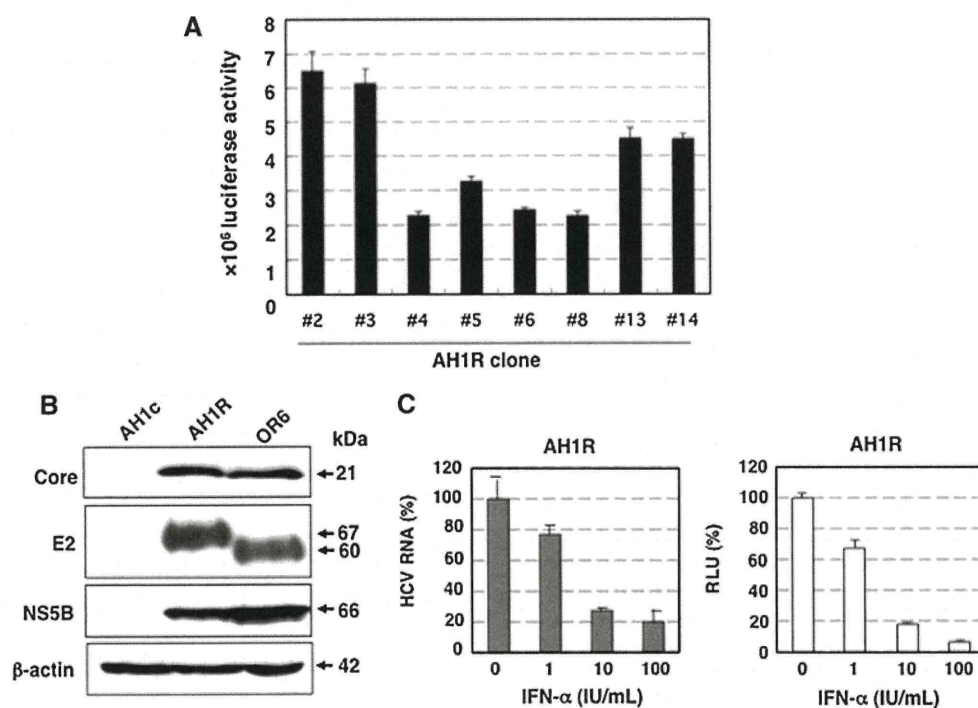 A
×10⁶ luciferase activity
8
7
6
5
4
3
2
1
0
#2 #3 #4 #5 #6 #8 #13 #14
AH1R clone
B
AH1c AH1R OR6
kDa
Core
21
E2
67
60
NS5B
66
β-actin
42
C
AH1R
HCV RNA (%)
120
100
80
60
40
20
0
0 1 10 100
IFN-α (IU/mL)
AH1R
RLU (%)
120
100
80
60
40
20
0
0 1 10 100
IFN-α (IU/mL)